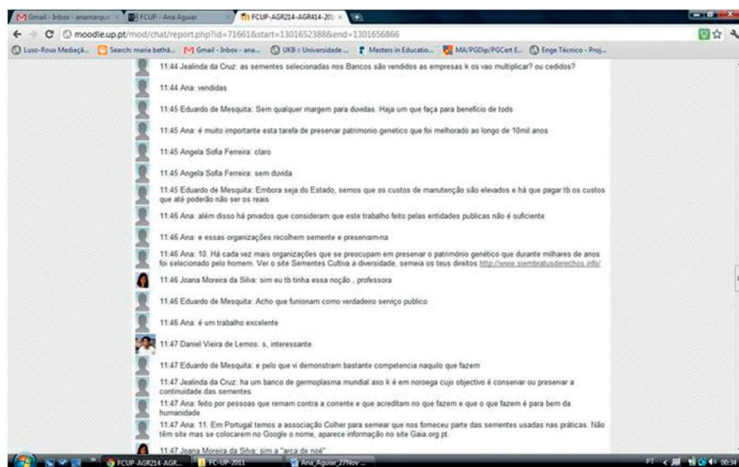 Gmail - Inbox - anamarque
FCUP - Ana Aguiar
FCUP-AGR214-AGR414-201
moodle.up.pt/mod/chat/report.php?id=71661&start=1301652388&end=1301656866
Luso-Roux Mediaçã...
Search: maria bethâ...
Gmail - Inbox - ana...
UKB :: Universidade ...
Masters in Educatio...
MA/PGDip/PGCert E...
Enge Técnico - Proj...
11:44 Jealinda da Cruz: as sementes selecionadas nos Bancos são vendidos as empresas k os vao multiplicar? ou cedidos?
11:44 Ana: vendidas
11:45 Eduardo de Mesquita: Sem qualquer margem para duvidas. Haja um que faça para beneficio de tods
11:45 Ana: é muito importante esta tarefa de presenar patrimonio genetico que foi melhorado ao longo de 10mil anos
11:45 Angela Sofia Ferreira: claro
11:45 Angela Sofia Ferreira: sem duvida
11:45 Eduardo de Mesquita: Embora seja do Estado, semos que os custos de manutenção são elevados e há que pagar tb os custos
que até poderão não ser os reais
11:46 Ana: além disso há privados que consideram que este trabalho feito pelas entidades publicas não é suficiente
11:46 Ana: e essas organizações recolhem semente e preservam-na
11:46 Ana: 10. Há cada vez mais organizações que se preocupam em presenar o património genético que durante milhares de anos
foi selecionado pelo homem. Ver o site Sementes Cultiva a diversidade, semeia os teus direitos http://www.siembratusderechos.info/
11:46 Joana Moreira da Silva: sim eu tb tinha essa noção , professora
11:46 Eduardo de Mesquita: Acho que funionam como verdadeiro serviço publico
11:46 Ana: é um trabalho excelente
11:47 Daniel Vieira de Lemos: s, interessante
11:47 Eduardo de Mesquita: e pelo que vi demonstram bastante competencia naquilo que fazem
11:47 Jealinda da Cruz: ha um banco de germoplasma mundial axo k é em noroega cujo objectivo é conservar ou presenar a
continuidade das sementes
11:47 Ana: feito por pessoas que remam contra a corrente e que acreditam no que fazem e que o que fazem é para bem da
humanidade
11:47 Ana: 11. Em Portugal temos a associação Colher para semear que nos forneceu parte das sementes usadas nas práticas. Não
têm site mas se colocarem no Google o nome, aparece informação no site Gaia.org.pt.
11:47 Joana Moreira da Silva: sim a "arca de noé"
FCUP-AGR214-AGR...
FC-UP-2011
Ana_Aguiar_27Nov ...
PT
00:34